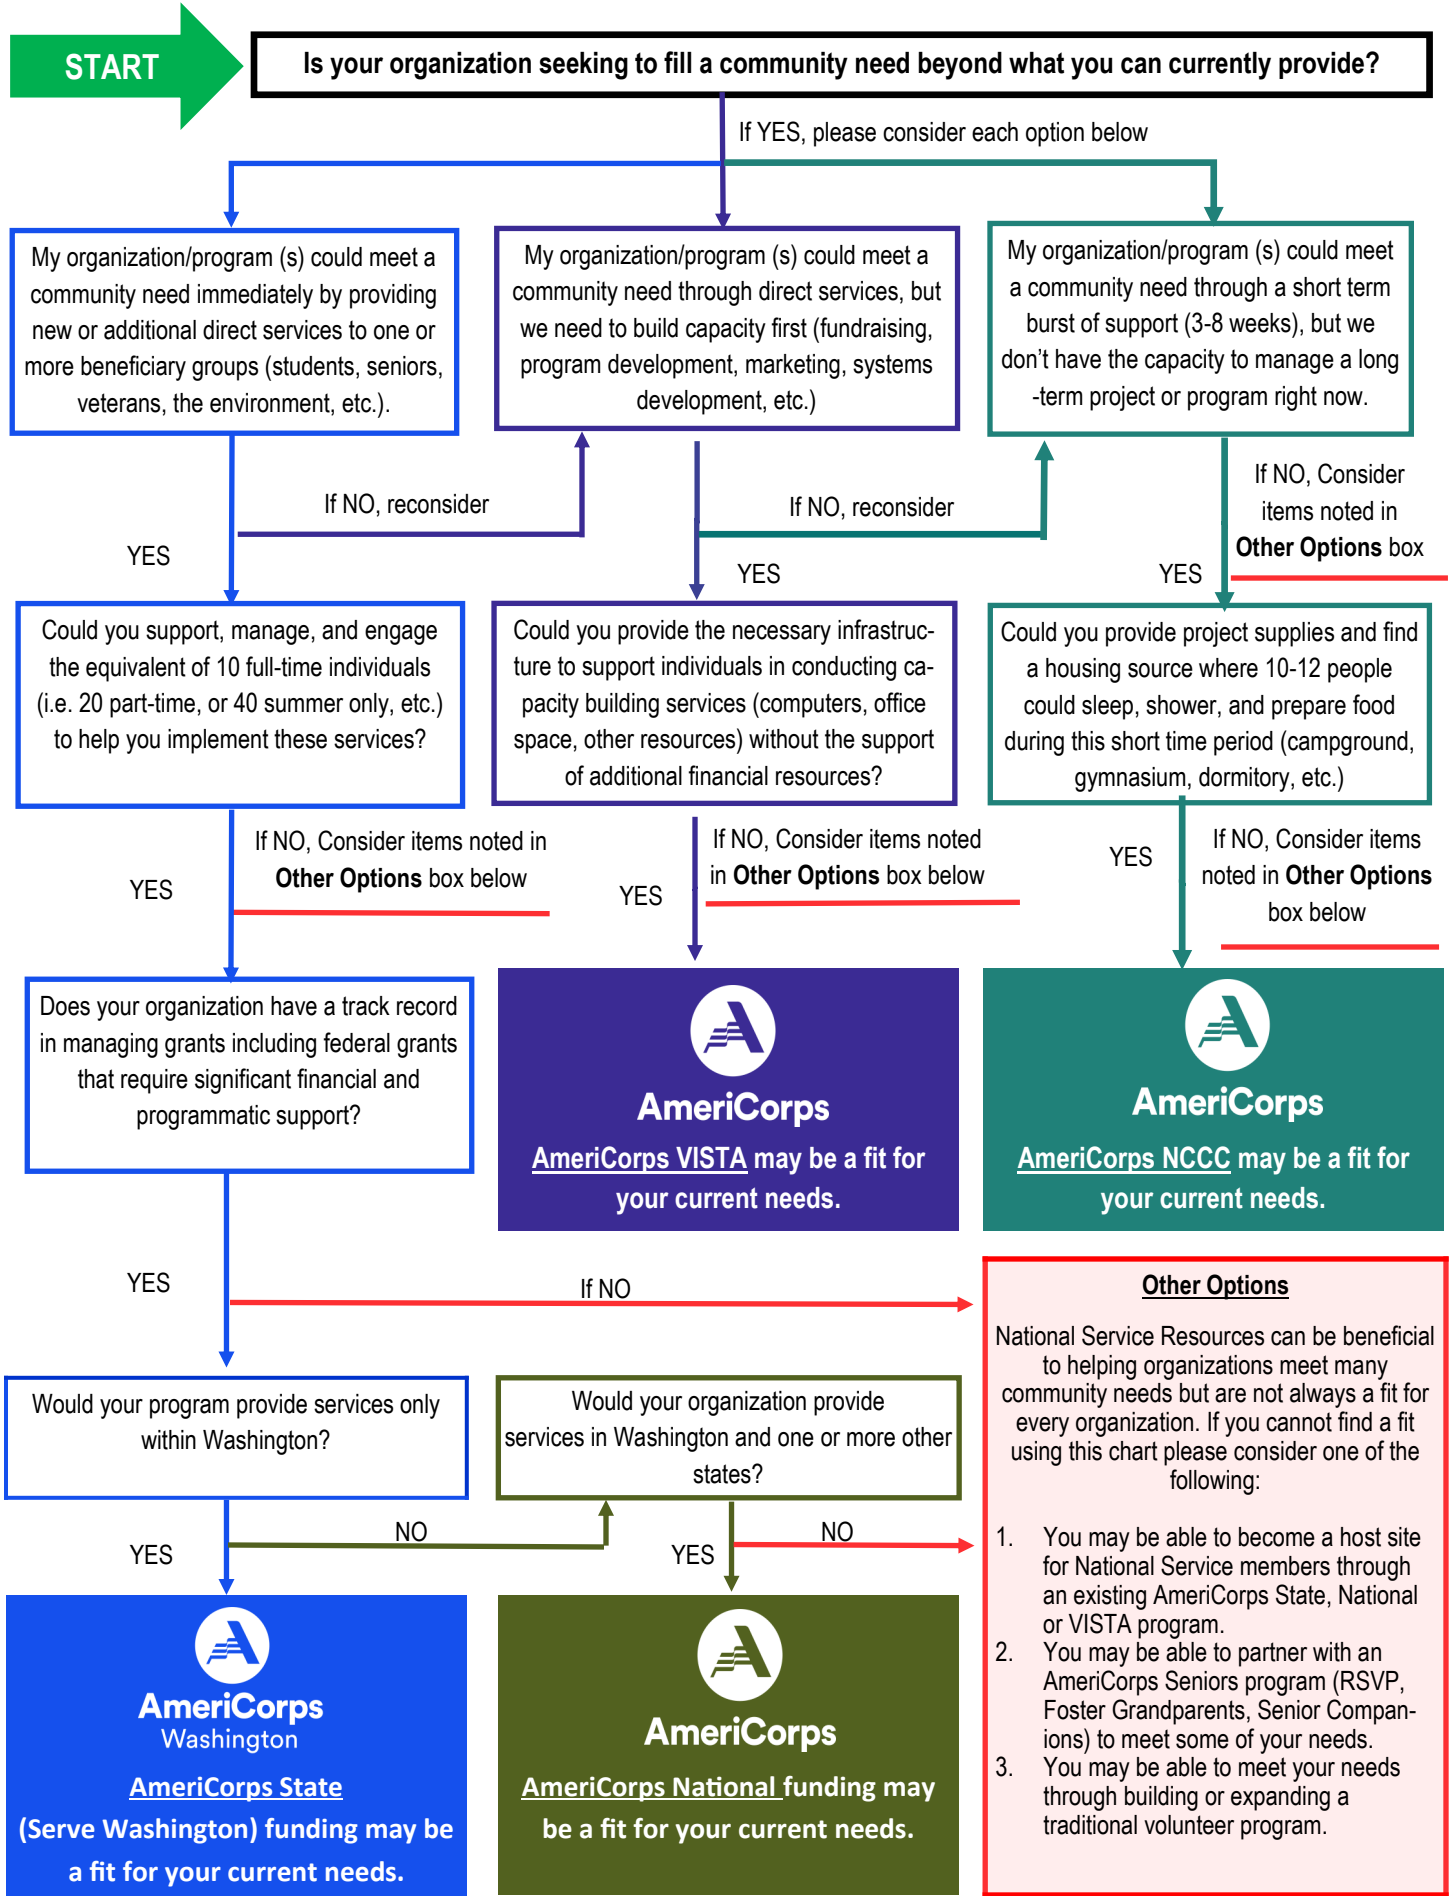 START
Is your organization seeking to fill a community need beyond what you can currently provide?
If YES, please consider each option below
My organization/program (s) could meet a
community need immediately by providing
new or additional direct services to one or
more beneficiary groups (students, seniors,
veterans, the environment, etc.).
My organization/program (s) could meet a
community need through direct services, but
we need to build capacity first (fundraising,
program development, marketing, systems
development, etc.)
My organization/program (s) could meet
a community need through a short term
burst of support (3-8 weeks), but we
don't have the capacity to manage a long
-term project or program right now.
If NO, reconsider
YES
If NO, reconsider
YES
If NO, Consider
items noted in
Other Options box
YES
Could you support, manage, and engage
the equivalent of 10 full-time individuals
(i.e. 20 part-time, or 40 summer only, etc.)
to help you implement these services?
Could you provide the necessary infrastruc-
ture to support individuals in conducting ca-
pacity building services (computers, office
space, other resources) without the support
of additional financial resources?
Could you provide project supplies and find
a housing source where 10-12 people
could sleep, shower, and prepare food
during this short time period (campground,
gymnasium, dormitory, etc.)
If NO, Consider items noted in
Other Options box below
YES
If NO, Consider items noted
in Other Options box below
YES
YES
If NO, Consider items
noted in Other Options
box below
Does your organization have a track record
in managing grants including federal grants
that require significant financial and
programmatic support?
AmeriCorps
AmeriCorps VISTA may be a fit for
your current needs.
AmeriCorps
AmeriCorps NCCC may be a fit for
your current needs.
YES
If NO
Would your program provide services only
within Washington?
Would your organization provide
services in Washington and one or more other
states?
NO
YES
NO
YES
AmeriCorps
Washington
AmeriCorps State
(Serve Washington) funding may be
a fit for your current needs.
AmeriCorps
AmeriCorps National funding may
be a fit for your current needs.
Other Options
National Service Resources can be beneficial
to helping organizations meet many
community needs but are not always a fit for
every organization. If you cannot find a fit
using this chart please consider one of the
following:
1. You may be able to become a host site
for National Service members through
an existing AmeriCorps State, National
or VISTA program.
2. You may be able to partner with an
AmeriCorps Seniors program (RSVP,
Foster Grandparents, Senior Compan-
ions) to meet some of your needs.
3. You may be able to meet your needs
through building or expanding a
traditional volunteer program.